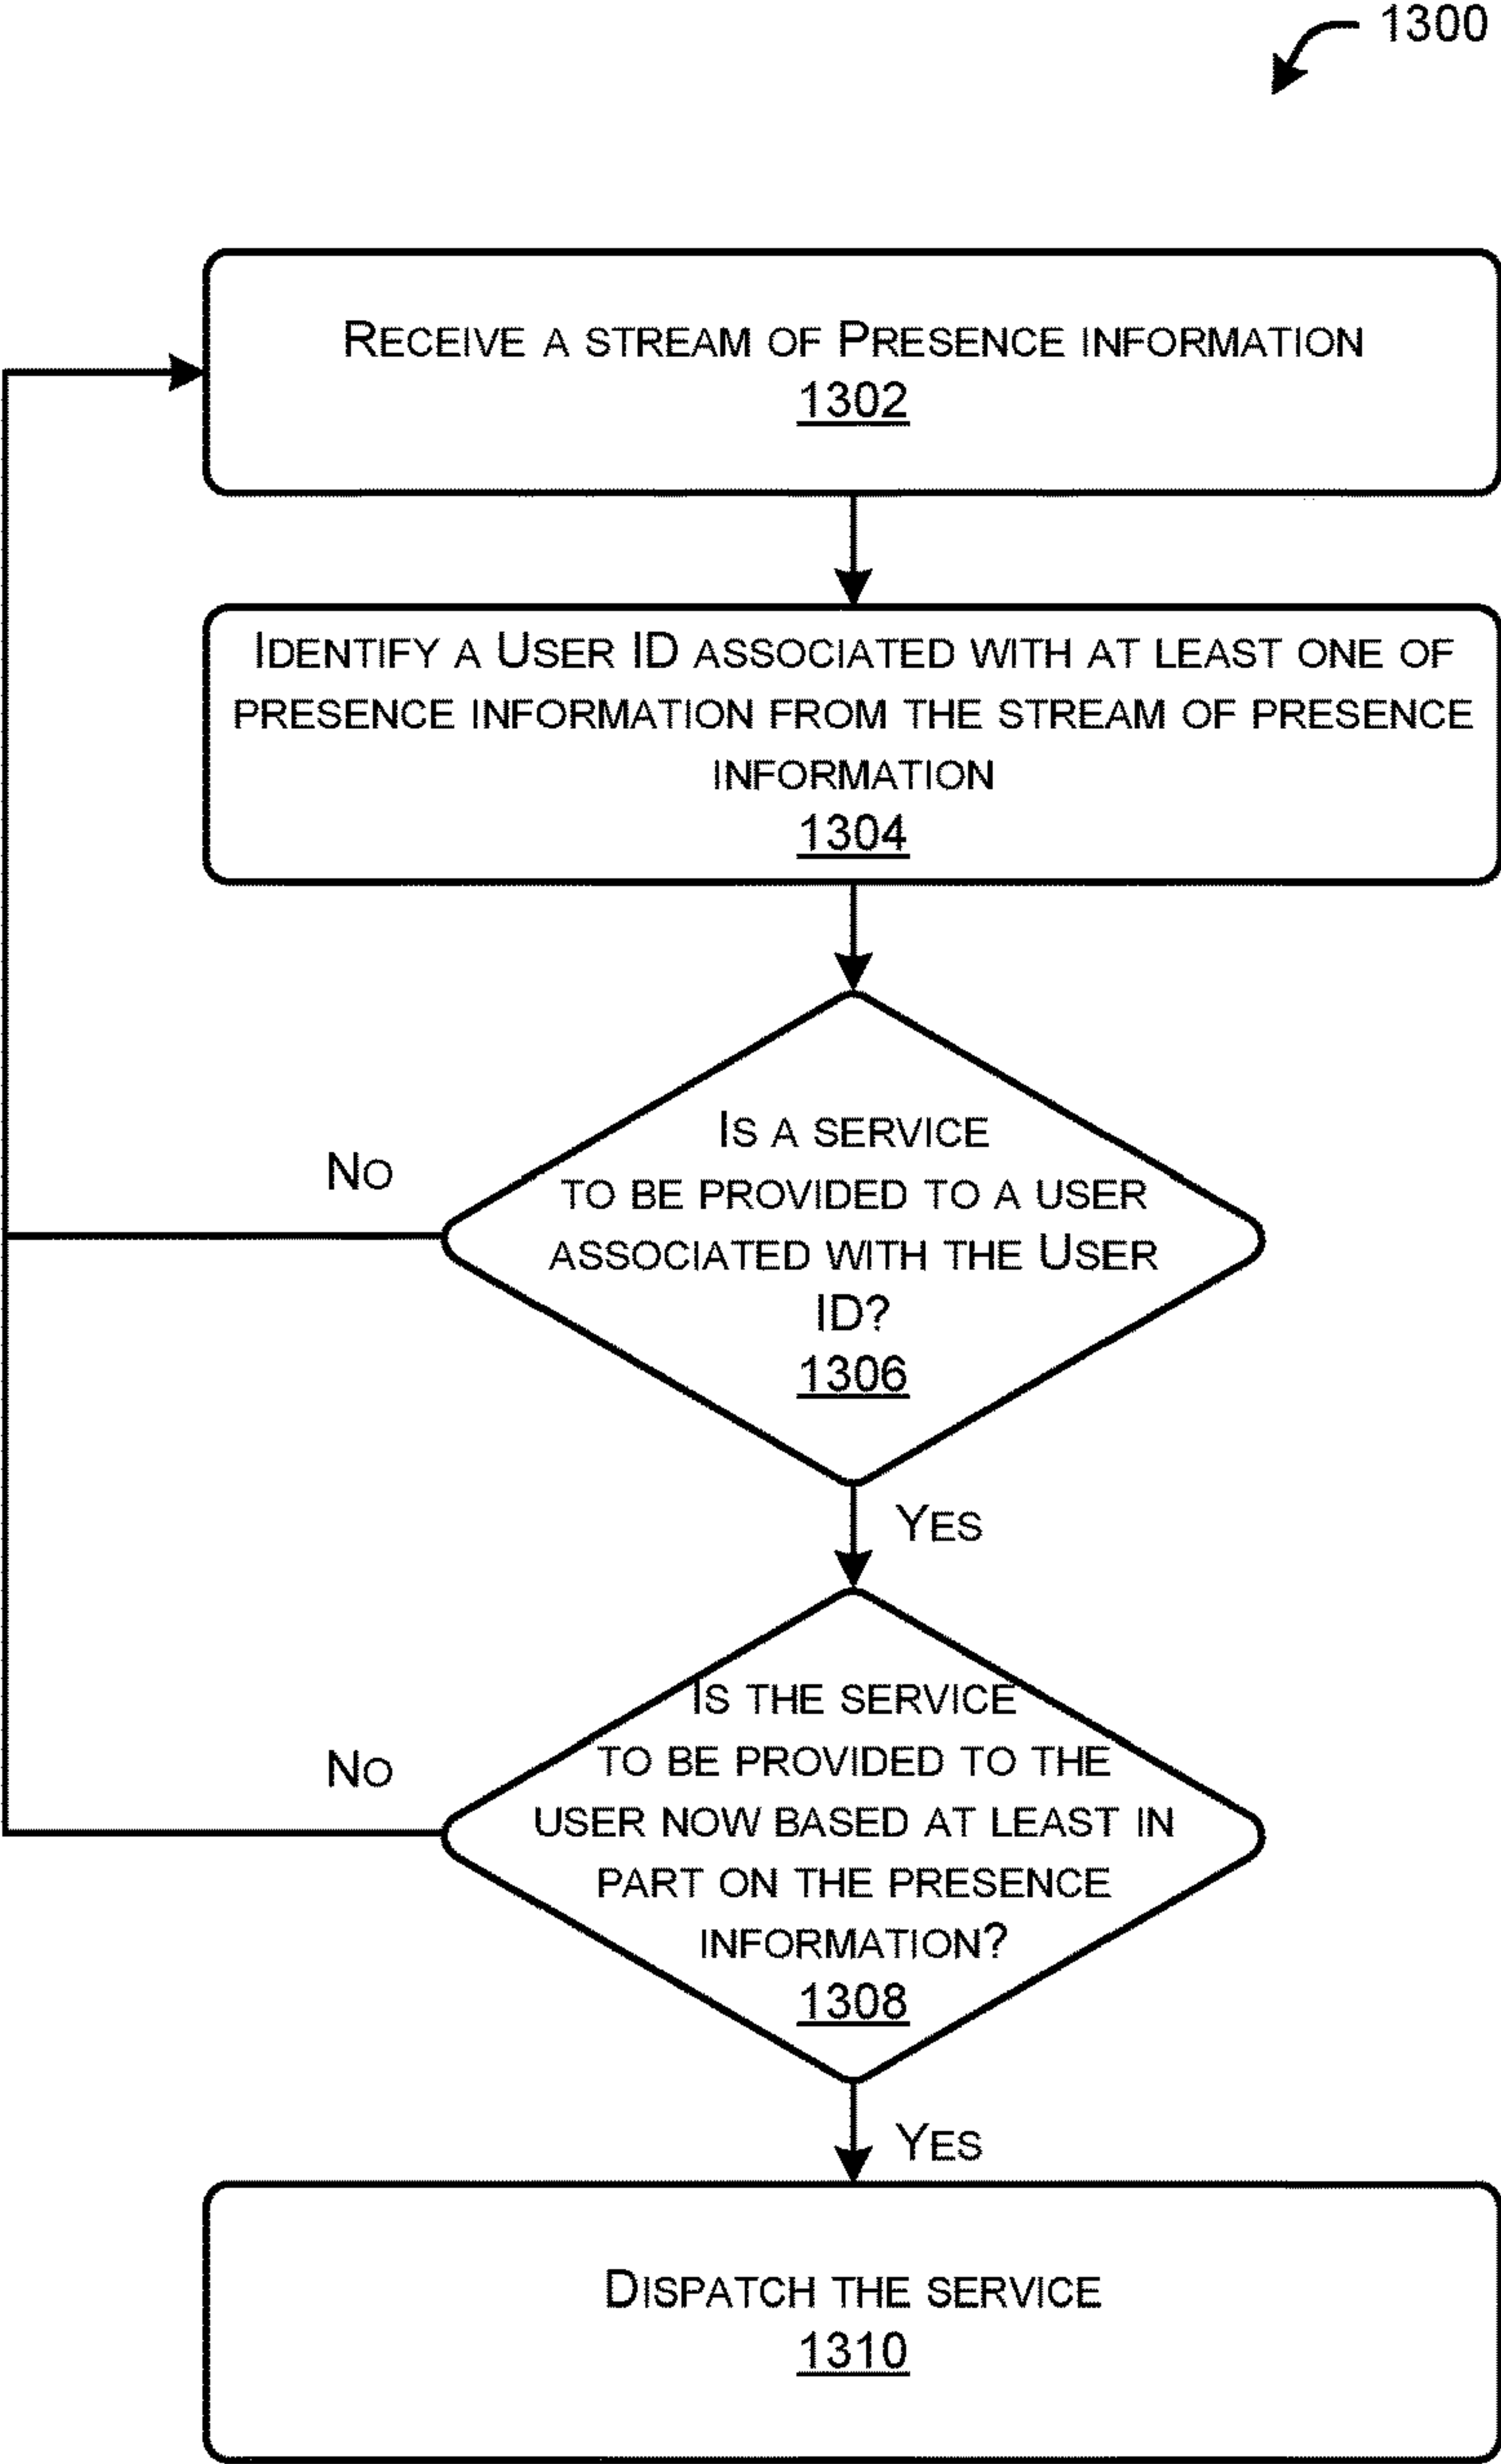 1300
RECEIVE A STREAM OF PRESENCE INFORMATION
1302
IDENTIFY A USER ID ASSOCIATED WITH AT LEAST ONE OF
PRESENCE INFORMATION FROM THE STREAM OF PRESENCE
INFORMATION
1304
IS A SERVICE
TO BE PROVIDED TO A USER
ASSOCIATED WITH THE USER
ID?
1306
NO
YES
IS THE SERVICE
TO BE PROVIDED TO THE
USER NOW BASED AT LEAST IN
PART ON THE PRESENCE
INFORMATION?
1308
NO
YES
DISPATCH THE SERVICE
1310